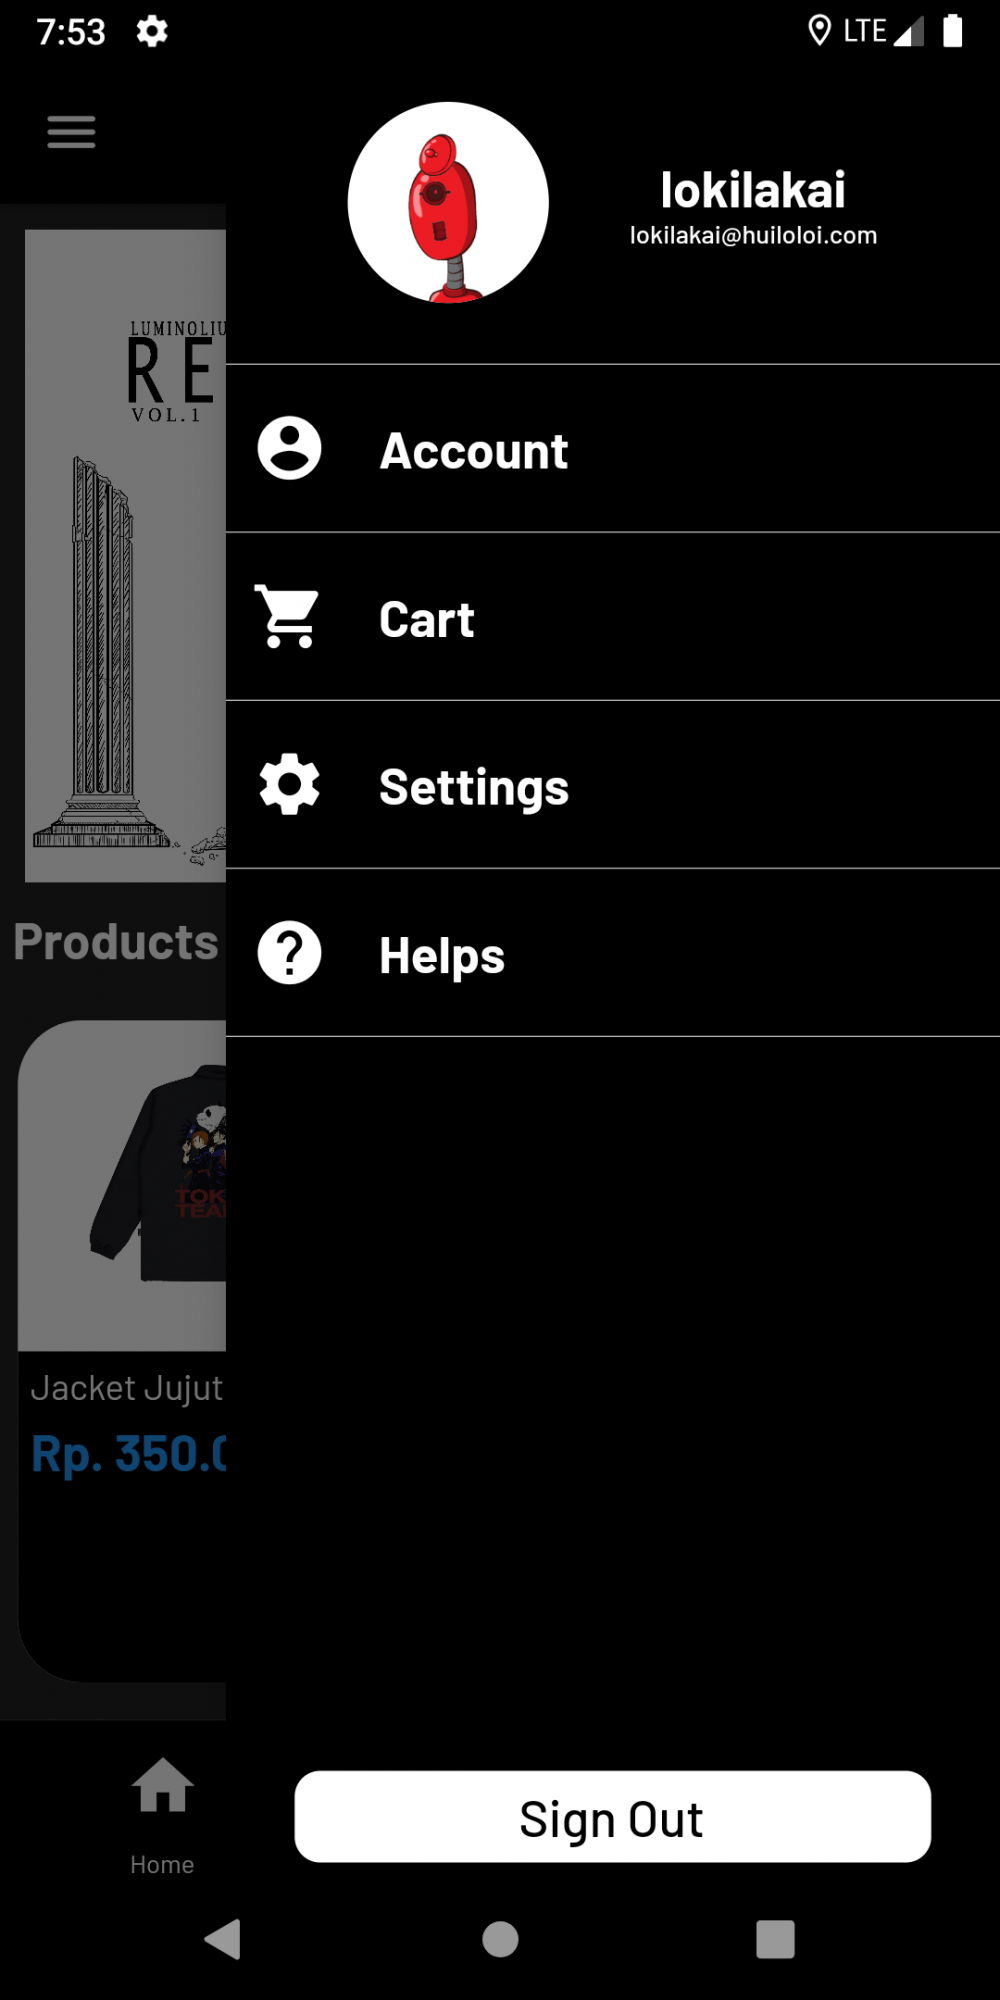 7:53
LTE
lokilakai
lokilakai@huiloloi.com
LUMINOLIU
RE
VOL.1
Account
Cart
Settings
Products
Helps
TOK
TEA
Jacket Jujut
Rp. 350.0
Sign Out
Home